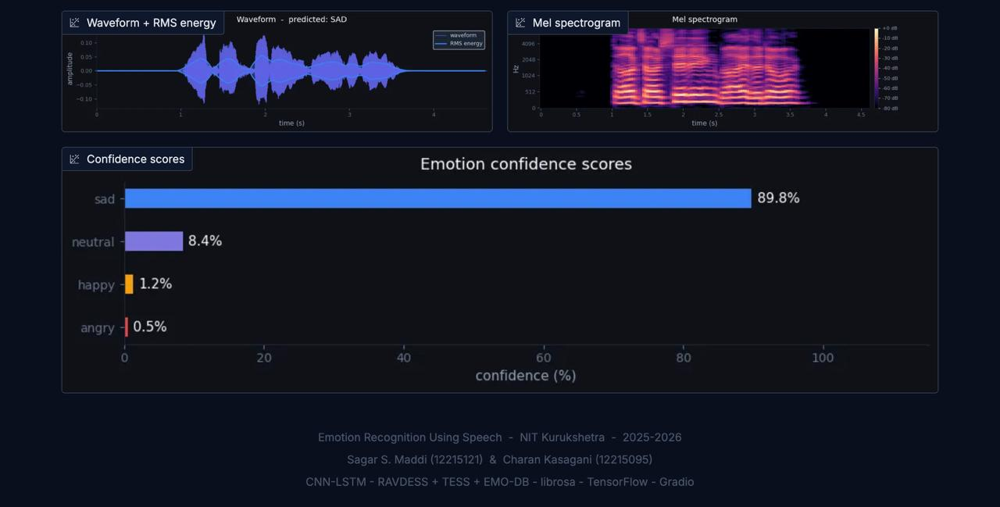 Waveform + RMS energy
Waveform - predicted: SAD
waveform
RMS energy
amplitude
0.10
0.05
0.00
−0.05
−0.10
0 1 2 3 4
time (s)
Mel spectrogram
Mel spectrogram
Hz
4096
2048
1024
512
0
0 0.5 1 1.5 2 2.5 3 3.5 4 4.5
time (s)
+0 dB
-10 dB
-20 dB
-30 dB
-40 dB
-50 dB
-60 dB
-70 dB
-80 dB
Confidence scores
Emotion confidence scores
sad 89.8%
neutral 8.4%
happy 1.2%
angry 0.5%
0 20 40 60 80 100
confidence (%)
Emotion Recognition Using Speech - NIT Kurukshetra - 2025-2026
Sagar S. Maddi (12215121) & Charan Kasagani (12215095)
CNN-LSTM - RAVDESS + TESS + EMO-DB - librosa - TensorFlow - Gradio